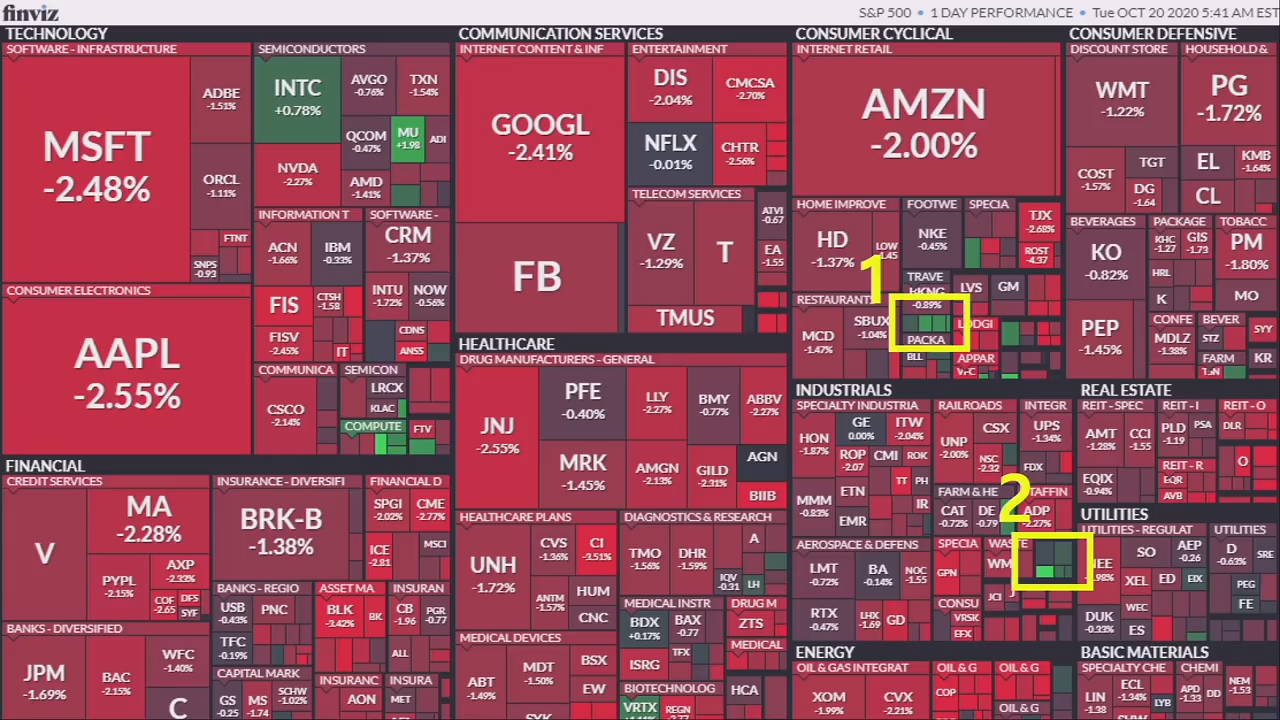 finviz
S&P 500 • 1 DAY PERFORMANCE • Tue OCT 20 2020 5:41 AM EST
TECHNOLOGY
SOFTWARE - INFRASTRUCTURE
MSFT
-2.48%
ADBE
-1.51%
ORCL
-1.11%
FTNT
SNPS
-0.93
SEMICONDUCTORS
INTC
+0.78%
AVGO
-0.76%
TXN
-1.54%
QCOM
-0.47%
MU
+1.98
ADI
NVDA
-2.27%
AMD
-1.41%
INFORMATION T
ACN
-1.66%
IBM
-0.33%
FIS
CTSH
-1.58
FISV
-2.45%
IT
SOFTWARE -
CRM
-1.37%
INTU
-1.72%
NOW
-0.56%
CDNS
ANSS
CONSUMER ELECTRONICS
AAPL
-2.55%
COMMUNICA
CSCO
-2.14%
SEMICON
LRCX
KLAC
COMPUTE
FTV
FINANCIAL
CREDIT SERVICES
V
MA
-2.28%
PYPL
-2.15%
AXP
-2.33%
COF
-2.65
DFS
SYF
INSURANCE - DIVERSIFI
BRK-B
-1.38%
FINANCIAL D
SPGI
-2.02%
CME
-2.77%
ICE
-2.81
MSCI
BANKS - REGIO
USB
-0.43%
PNC
TFC
-0.19%
ASSET MA
BLK
-3.42%
BK
INSURAN
CB
-1.96
PGR
-0.77
ALL
BANKS - DIVERSIFIED
JPM
-1.69%
BAC
-2.15%
WFC
-1.40%
C
CAPITAL MARK
GS
-0.25
MS
-1.74
SCHW
-1.02%
INSURANC
AON
INSURA
MET
COMMUNICATION SERVICES
INTERNET CONTENT & INF
GOOGL
-2.41%
FB
ENTERTAINMENT
DIS
-2.04%
CMCSA
-2.70%
NFLX
-0.01%
CHTR
-2.56%
TELECOM SERVICES
VZ
-1.29%
T
TMUS
ATVI
-0.67
EA
-1.55
HEALTHCARE
DRUG MANUFACTURERS - GENERAL
JNJ
-2.55%
PFE
-0.40%
LLY
-2.27%
BMY
-0.77%
ABBV
-2.27%
MRK
-1.45%
AMGN
-2.13%
GILD
-2.31%
AGN
BIIB
HEALTHCARE PLANS
UNH
-1.72%
CVS
-1.36%
CI
-3.51%
ANTM
-1.57%
HUM
CNC
DIAGNOSTICS & RESEARCH
TMO
-1.95%
DHR
-1.59%
A
IQV
-0.31
LH
MEDICAL INSTR
BDX
+0.17%
BAX
-0.77
ISRG
TFX
DRUG M
ZTS
MEDICAL
MEDICAL DEVICES
ABT
-1.49%
MDT
-1.50%
BSX
EW
SYK
BIOTECHNOLOG
VRTX
REGN
HCA
CONSUMER CYCLICAL
INTERNET RETAIL
AMZN
-2.00%
HOME IMPROVE
HD
-1.37%
LOW
FOOTWE
NKE
-0.45%
SPECIA
TJX
-2.68%
ROST
-4.37
TRAVE
BKNG
-0.89%
LVS
GM
1
RESTAURANT
MCD
-1.47%
SBUX
-1.04%
PACKA
BLL
LODGI
APPAR
VFC
CONSUMER DEFENSIVE
DISCOUNT STORE
WMT
-1.22%
COST
-1.57%
TGT
DG
-1.64
HOUSEHOLD &
PG
-1.72%
EL
KMB
-1.64%
CL
BEVERAGES
KO
-0.82%
PEP
-1.45%
PACKAGE
KHC
-1.27
GIS
-1.73
HRL
K
TOBACC
PM
-1.80%
MO
CONFE
MDLZ
-1.38%
BEVER
STZ
SYY
FARM
TSN
KR
INDUSTRIALS
SPECIALTY INDUSTRIA
HON
-1.87%
GE
0.00%
ITW
-2.04%
ROP
-2.07
CMI
ROK
TT
PH
MMM
-0.83%
ETN
IR
EMR
RAILROADS
UNP
-2.00%
CSX
NSC
-2.32
INTEGR
UPS
-1.34%
FDX
2
FARM & HE
CAT
-0.72%
DE
-0.79
STAFFIN
ADP
-2.27%
AEROSPACE & DEFENS
LMT
-0.72%
BA
-0.14%
NOC
-1.55
RTX
-0.47%
LHX
-1.69
GD
SPECIA
GPN
WASTE
WM
JCI
CONSU
VRSK
EFX
REAL ESTATE
REIT - SPEC
AMT
-1.28%
CCI
-1.55
EQIX
-0.94%
REIT - I
PLD
-1.19
PSA
REIT - O
DLR
REIT - R
EQR
AVB
O
UTILITIES
UTILITIES - REGULAT
NEE
SO
AEP
-0.26
XEL
ED
EIX
DUK
-0.33%
WEC
ES
UTILITIES
D
-0.63%
SRE
PEG
FE
ENERGY
OIL & GAS INTEGRAT
XOM
-1.99%
CVX
-2.21%
OIL & G
COP
OIL & G
OIL & G
BASIC MATERIALS
SPECIALTY CHE
LIN
-1.38
ECL
-1.34%
LYB
CHEMI
APD
-1.33
DD
NEM
-1.53